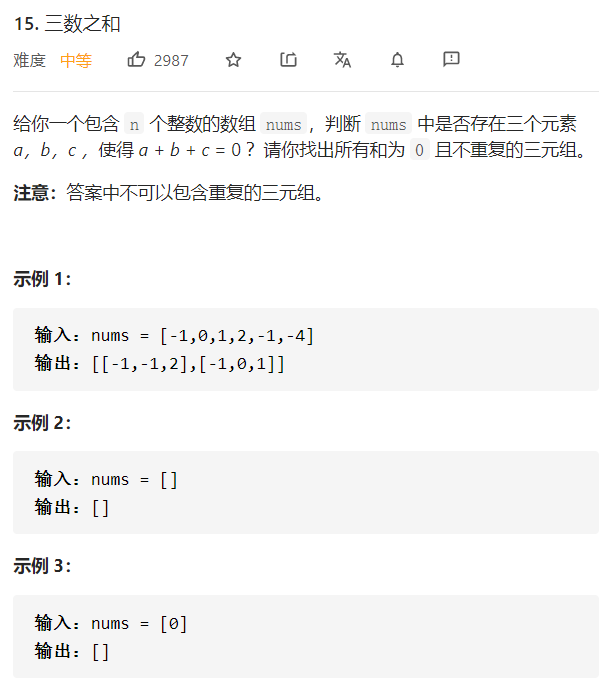 15. 三数之和
难度 中等 2987
给你一个包含 n 个整数的数组 nums，判断 nums 中是否存在三个元素
a，b，c ，使得 a + b + c = 0 ？请你找出所有和为 0 且不重复的三元组。
注意：答案中不可以包含重复的三元组。
示例 1：
输入：nums = [-1,0,1,2,-1,-4]
输出：[[-1,-1,2],[-1,0,1]]
示例 2：
输入：nums = []
输出：[]
示例 3：
输入：nums = [0]
输出：[]